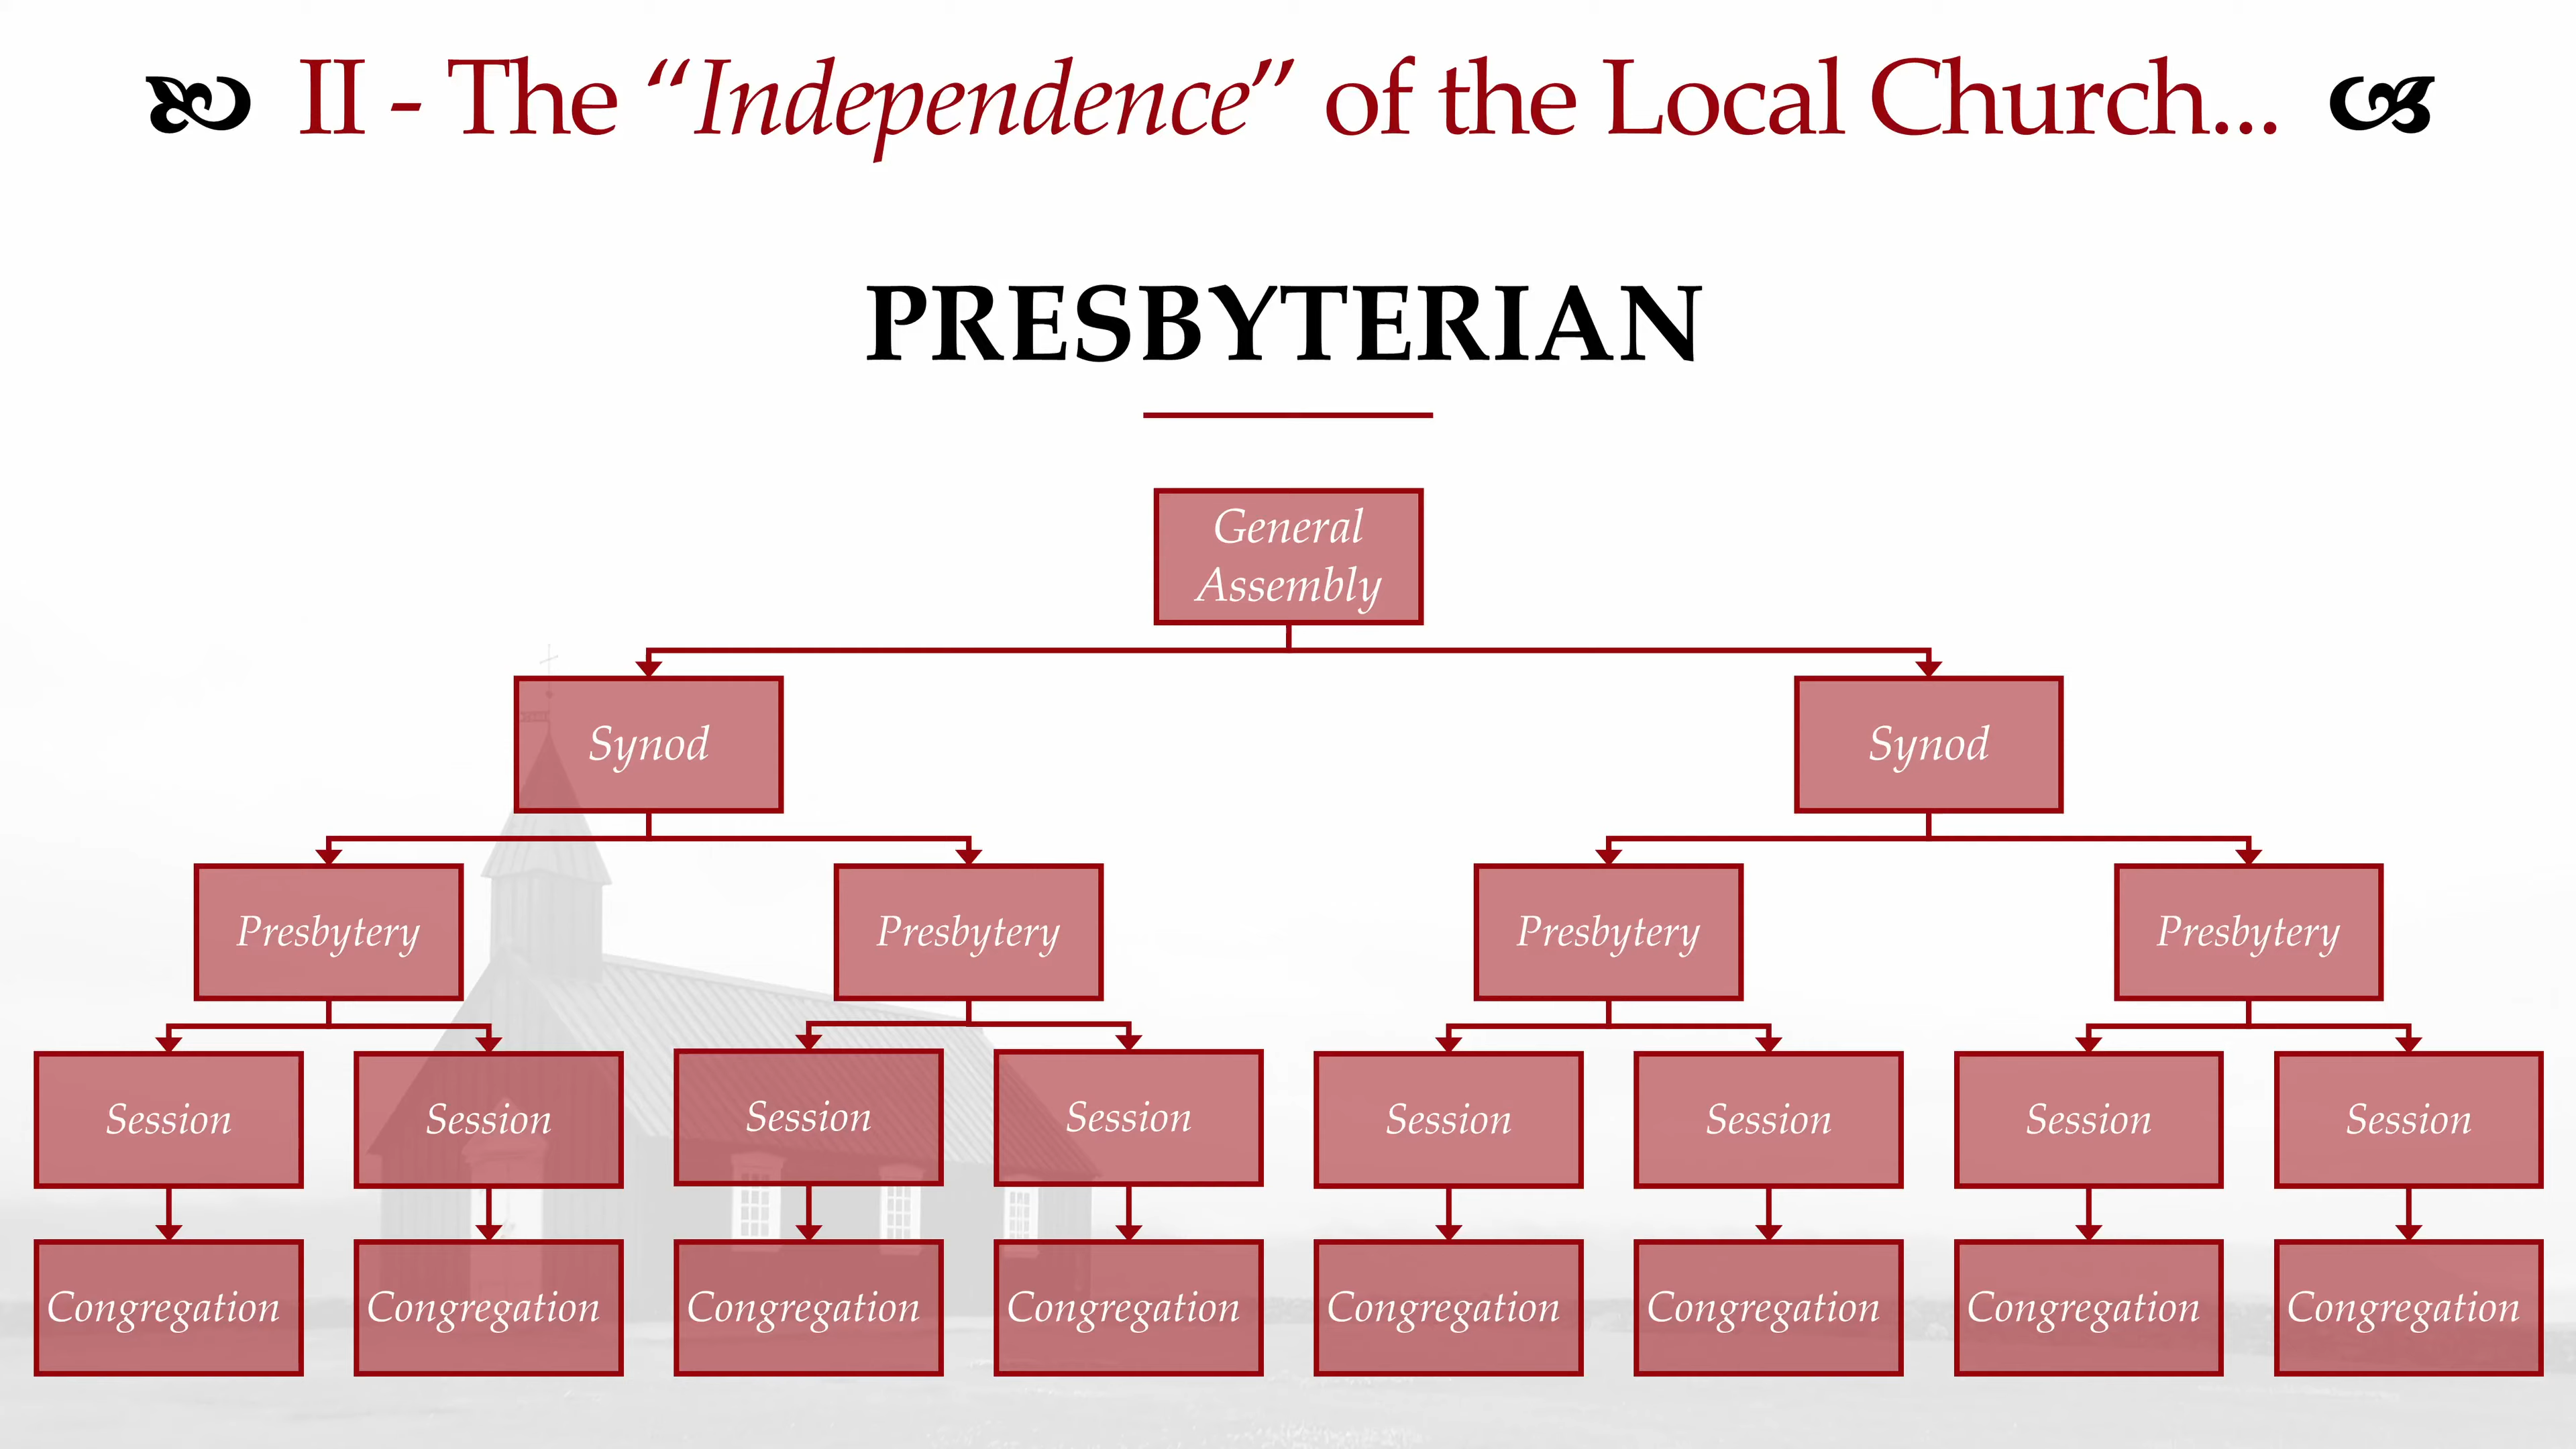 II - The “Independence” of the Local Church...
PRESBYTERIAN
General
Assembly
Synod
Synod
Presbytery
Presbytery
Presbytery
Presbytery
Session
Session
Session
Session
Session
Session
Session
Session
Congregation
Congregation
Congregation
Congregation
Congregation
Congregation
Congregation
Congregation